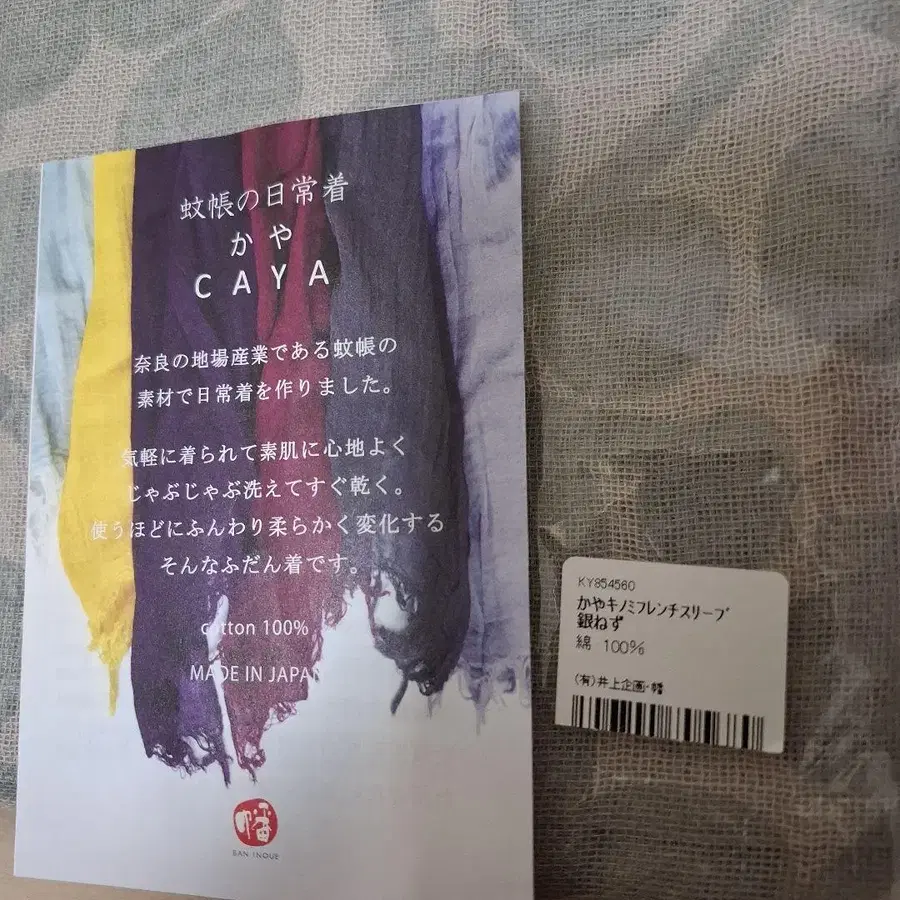 蚊帳の日常着
かや
CAYA
奈良の地場産業である蚊帳の
素材で日常着を作りました。
気軽に着られて素肌に心地よく
じゃぶじゃぶ洗えてすぐ乾く。
使うほどにふんわり柔らかく変化する
そんなふだん着です。
cotton 100%
MADE IN JAPAN
幡
BAN INOUE
KY854560
かやキノミフレンチスリーブ
銀ねず
綿 100%
(有)井上企画・幡